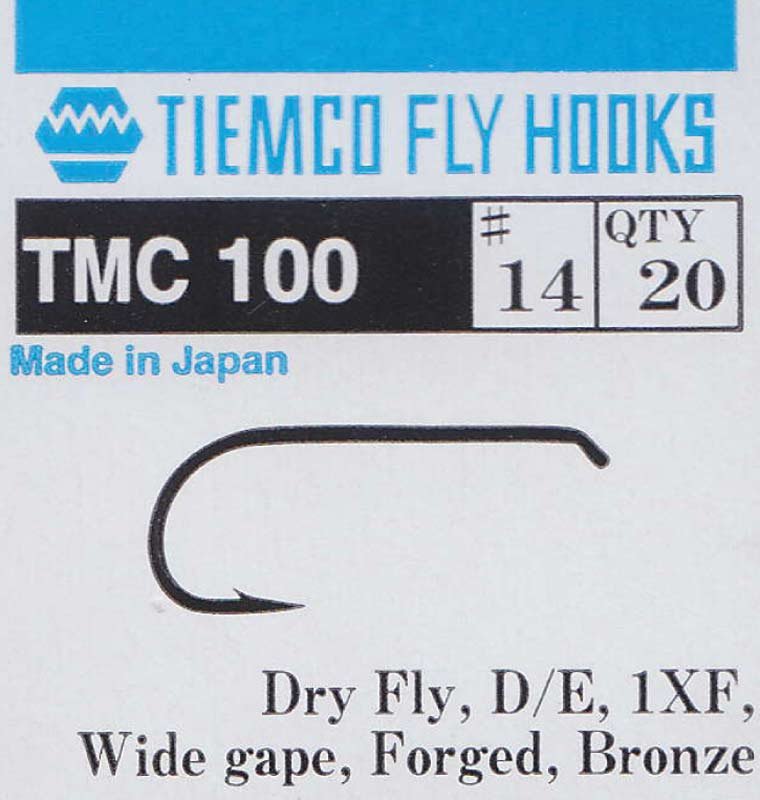 TIEMCO FLY HOOKS
TMC 100 # 14 QTY 20
Made in Japan
Dry Fly, D/E, 1XF,
Wide gape, Forged, Bronze